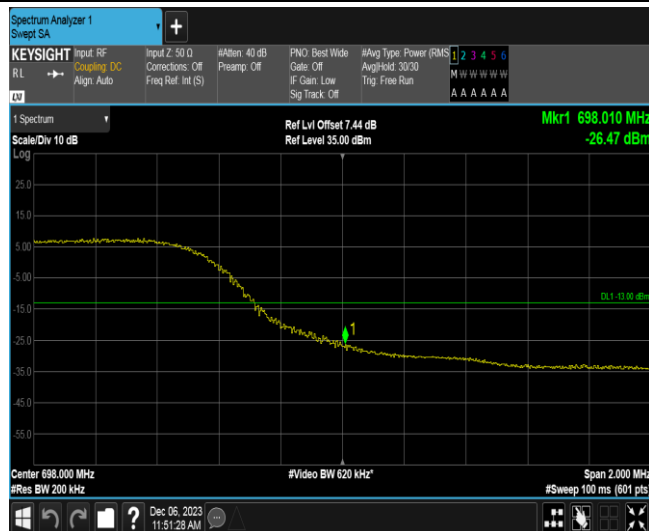 Spectrum Analyzer 1
Swept SA
+
KEYSIGHT Input: RF Input Z: 50 Ω #Atten: 40 dB PNO: Best Wide #Avg Type: Power (RMS 1 2 3 4 5 6
RL Coupling: DC Corrections: Off Preamp: Off Gate: Off Avg|Hold: 30/30 M W W W W W
Align: Auto Freq Ref: Int (S) IF Gain: Low Trig: Free Run
LXI Sig Track: Off A A A A A A
1 Spectrum Ref Lvl Offset 7.44 dB Mkr1 698.010 MHz
Scale/Div 10 dB Ref Level 35.00 dBm -26.47 dBm
Log
25.0
15.0
5.00
-5.00
DL1 -13.00 dBm
-15.0
1
-25.0
-35.0
-45.0
-55.0
Center 698.000 MHz #Video BW 620 kHz* Span 2.000 MHz
#Res BW 200 kHz #Sweep 100 ms (601 pts)
? Dec 06, 2023
11:51:28 AM